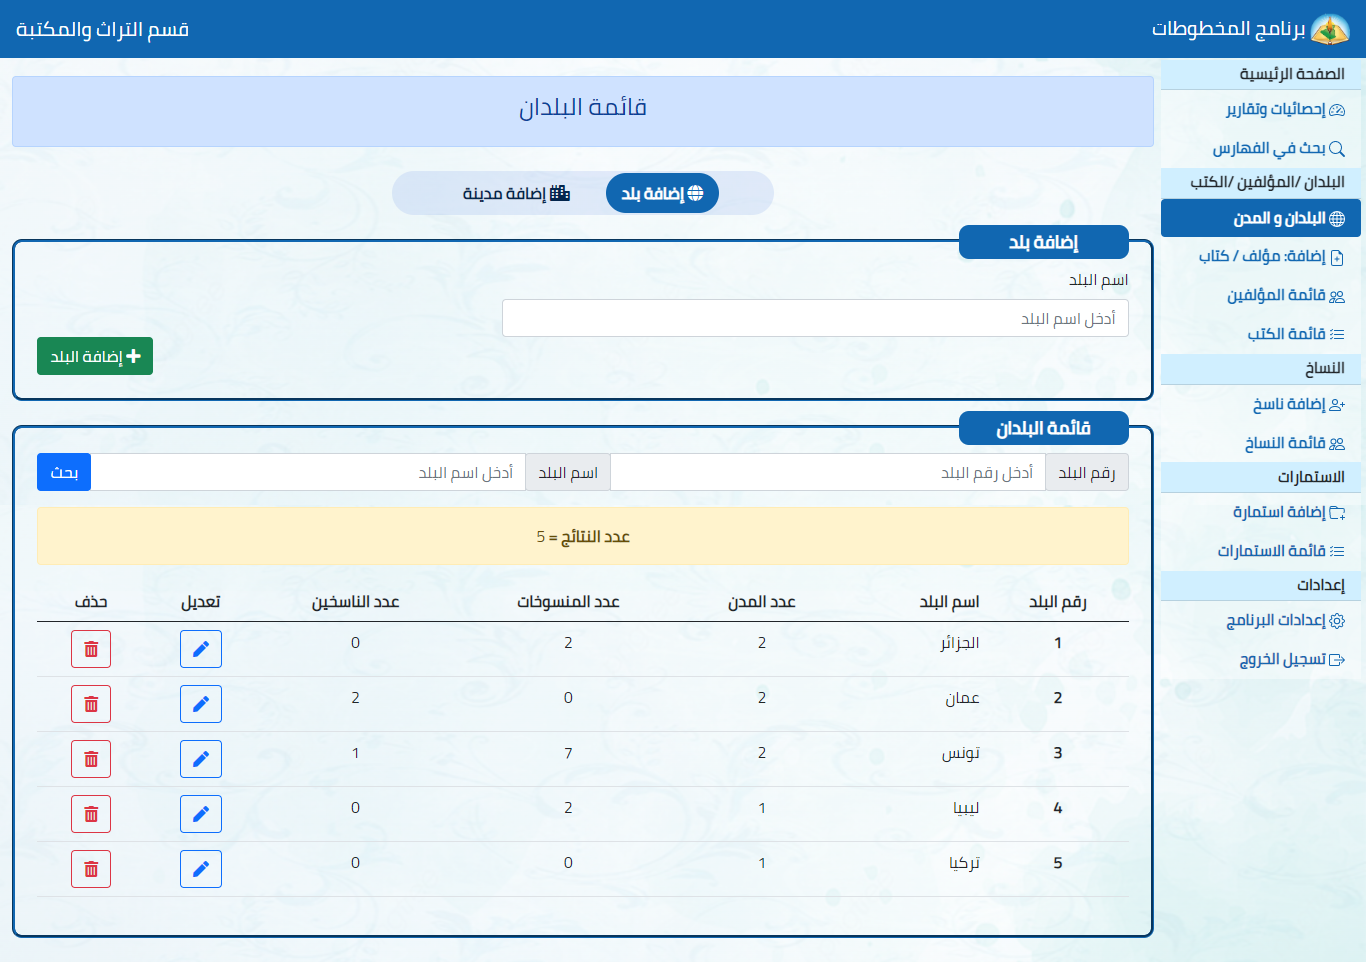 برنامج المخطوطات
قسم التراث والمكتبة
الصفحة الرئيسية
إحصائيات وتقارير
بحث في الفهارس
البلدان /المؤلفين /الكتب
البلدان و المدن
إضافة: مؤلف / كتاب
قائمة المؤلفين
قائمة الكتب
النساخ
إضافة ناسخ
قائمة النساخ
الاستمارات
إضافة استمارة
قائمة الاستمارات
إعدادات
إعدادات البرنامج
تسجيل الخروج
قائمة البلدان
إضافة بلد
إضافة مدينة
إضافة بلد
اسم البلد
أدخل اسم البلد
إضافة البلد
قائمة البلدان
رقم البلد أدخل رقم البلد اسم البلد أدخل اسم البلد بحث
عدد النتائج = 5
رقم البلد اسم البلد عدد المدن عدد المنسوخات عدد الناسخين تعديل حذف
1 الجزائر 2 2 0
2 عمان 2 0 2
3 تونس 2 7 1
4 ليبيا 1 2 0
5 تركيا 1 0 0